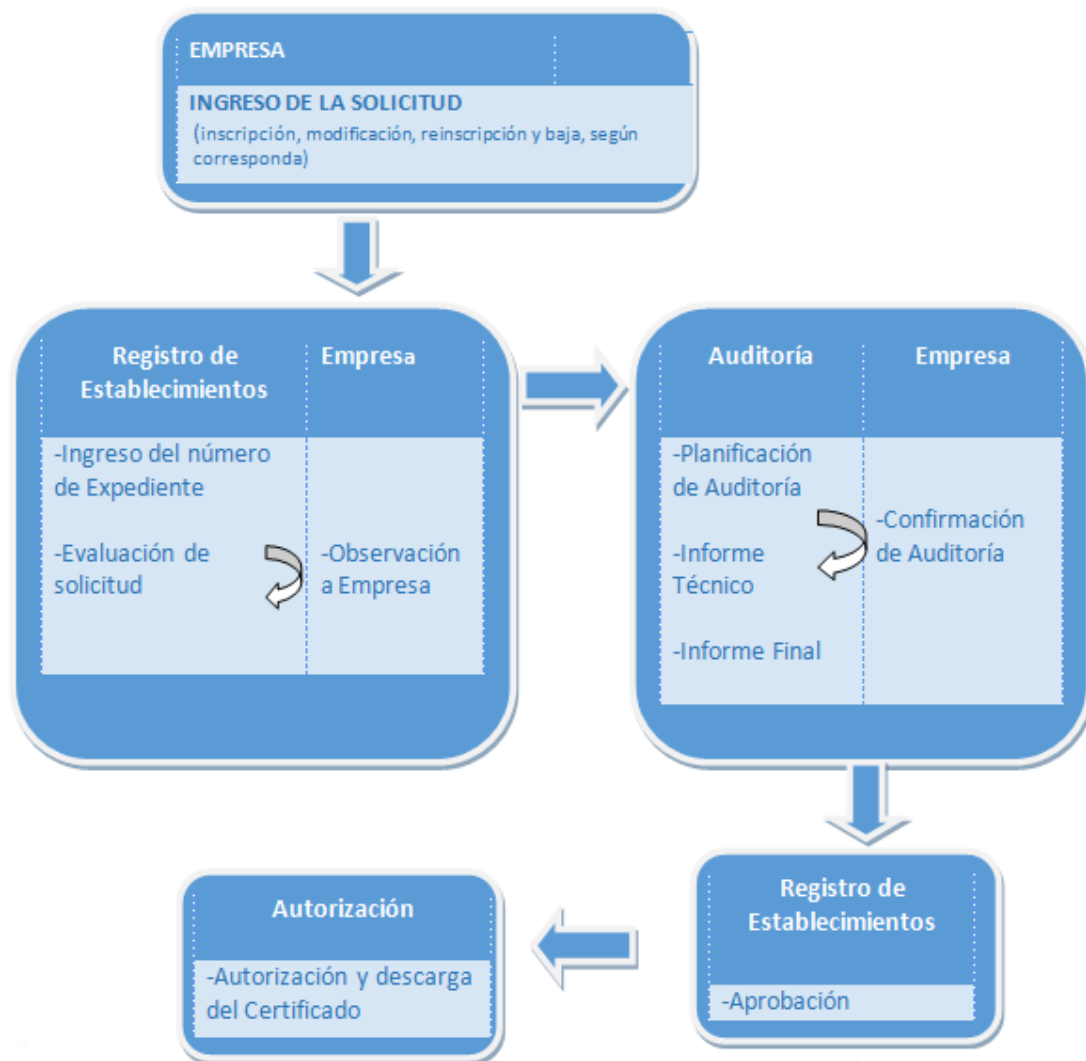 EMPRESA
INGRESO DE LA SOLICITUD
(inscripción, modificación, reinscripción y baja, según
corresponda)
Registro de
Establecimientos
Empresa
-Ingreso del número
de Expediente
-Evaluación de
solicitud
-Observación
a Empresa
Auditoría
Empresa
-Planificación
de Auditoría
-Confirmación
de Auditoría
-Informe
Técnico
-Informe Final
Registro de
Establecimientos
-Aprobación
Autorización
-Autorización y descarga
del Certificado